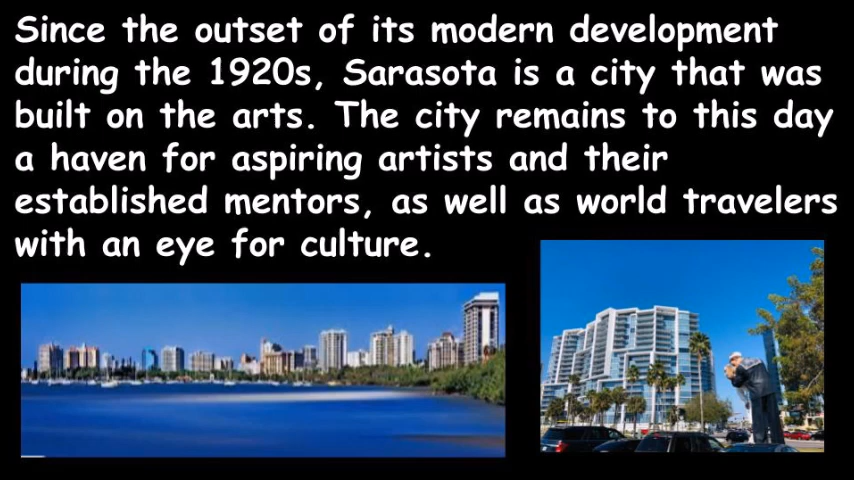 Since the outset of its modern development
during the 1920s, Sarasota is a city that was
built on the arts. The city remains to this day
a haven for aspiring artists and their
established mentors, as well as world travelers
with an eye for culture.